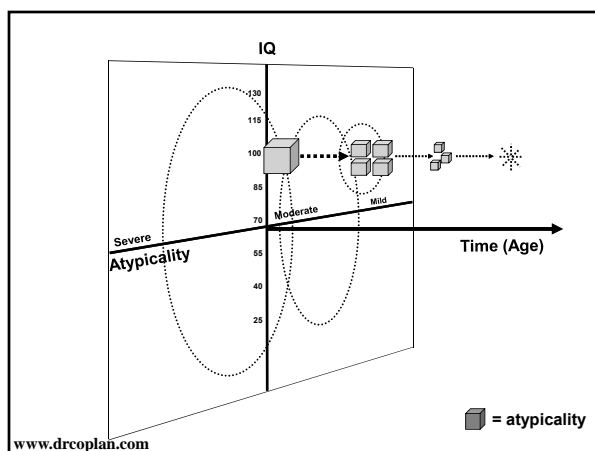 IQ
130
115
100
85
70
55
40
25
Severe
Moderate
Mild
Atypicality
Time (Age)
= atypicality
www.drcoplan.com